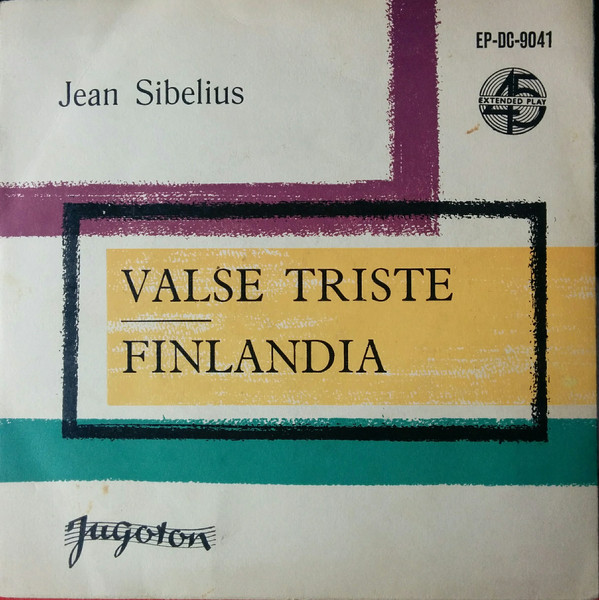 EP-DC-9041
Jean Sibelius
45
EXTENDED PLAY
VALSE TRISTE
FINLANDIA
Jugoton